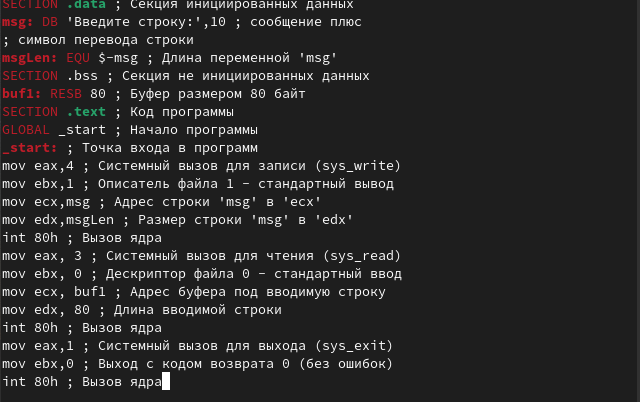 SECTION .data ; Секция инициированных данных
msg: DB 'Введите строку:',10 ; сообщение плюс
; символ перевода строки
msgLen: EQU $-msg ; Длина переменной 'msg'
SECTION .bss ; Секция не инициированных данных
buf1: RESB 80 ; Буфер размером 80 байт
SECTION .text ; Код программы
GLOBAL _start ; Начало программы
_start: ; Точка входа в программ
mov eax,4 ; Системный вызов для записи (sys_write)
mov ebx,1 ; Описатель файла 1 - стандартный вывод
mov ecx,msg ; Адрес строки 'msg' в 'ecx'
mov edx,msgLen ; Размер строки 'msg' в 'edx'
int 80h ; Вызов ядра
mov eax, 3 ; Системный вызов для чтения (sys_read)
mov ebx, 0 ; Дескриптор файла 0 - стандартный ввод
mov ecx, buf1 ; Адрес буфера под вводимую строку
mov edx, 80 ; Длина вводимой строки
int 80h ; Вызов ядра
mov eax,1 ; Системный вызов для выхода (sys_exit)
mov ebx,0 ; Выход с кодом возврата 0 (без ошибок)
int 80h ; Вызов ядра